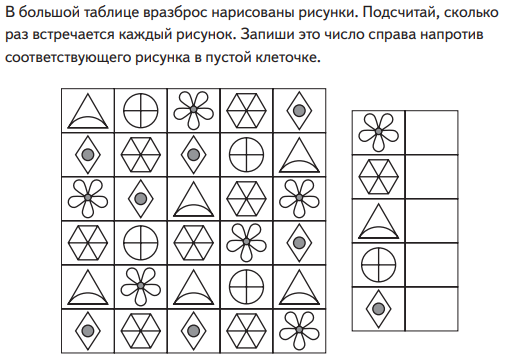 В большой таблице вразброс нарисованы рисунки. Подсчитай, сколько
раз встречается каждый рисунок. Запиши это число справа напротив
соответствующего рисунка в пустой клеточке.